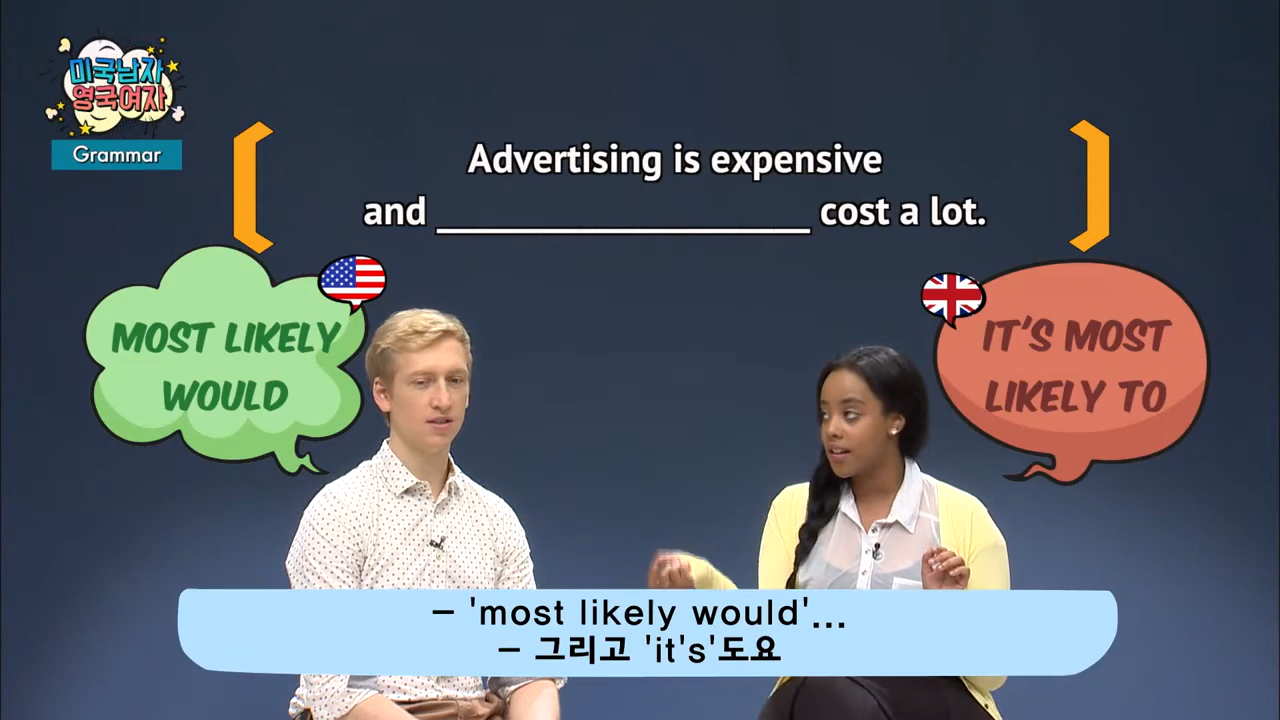 미국남자
영국여자
Grammar
Advertising is expensive
and ________________ cost a lot.
MOST LIKELY
WOULD
IT'S MOST
LIKELY TO
– 'most likely would'...
– 그리고 'it's'도요